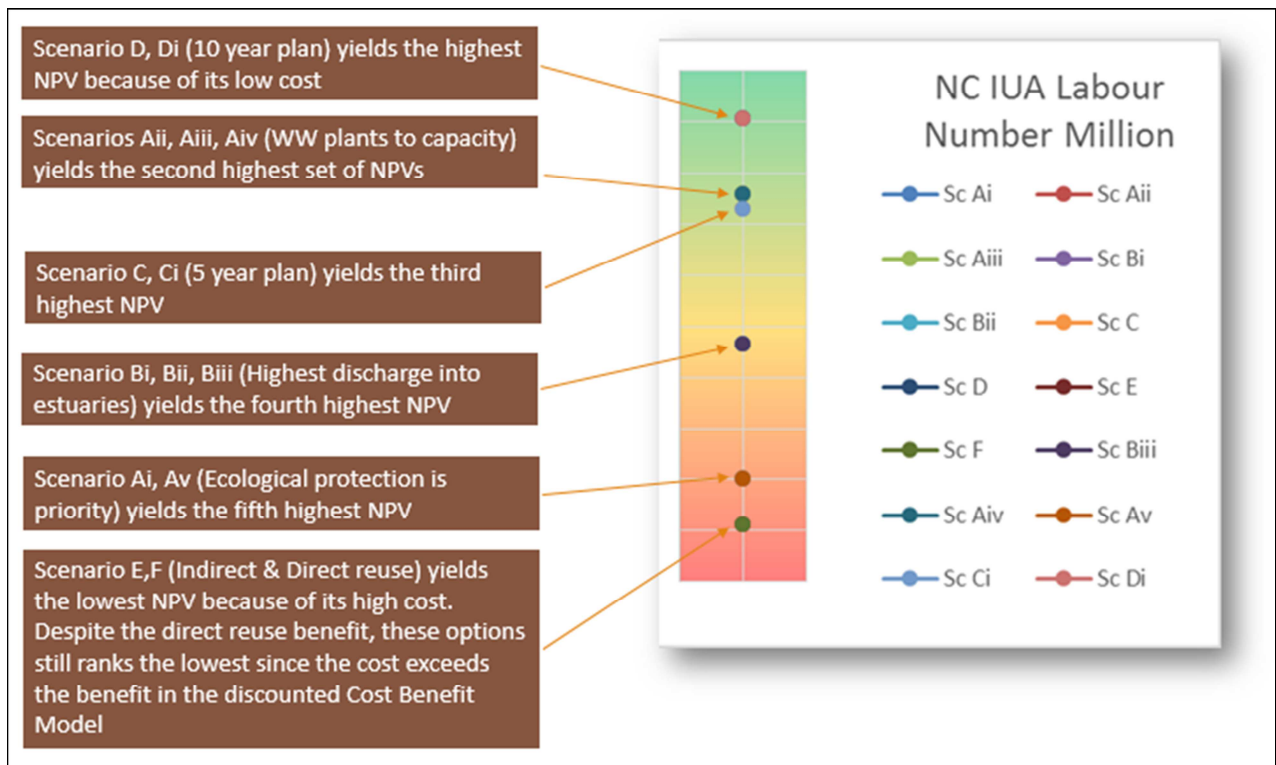 Scenario D, Di (10 year plan) yields the highest
NPV because of its low cost
Scenarios Aii, Aiii, Aiv (WW plants to capacity)
yields the second highest set of NPVs
Scenario C, Ci (5 year plan) yields the third
highest NPV
Scenario Bi, Bii, Biii (Highest discharge into
estuaries) yields the fourth highest NPV
Scenario Ai, Av (Ecological protection is
priority) yields the fifth highest NPV
Scenario E,F (Indirect & Direct reuse) yields
the lowest NPV because of its high cost.
Despite the direct reuse benefit, these options
still ranks the lowest since the cost exceeds
the benefit in the discounted Cost Benefit
Model
NC IUA Labour
Number Million
Sc Ai
Sc Aii
Sc Aiii
Sc Bi
Sc Bii
Sc C
Sc D
Sc E
Sc F
Sc Biii
Sc Aiv
Sc Av
Sc Ci
Sc Di